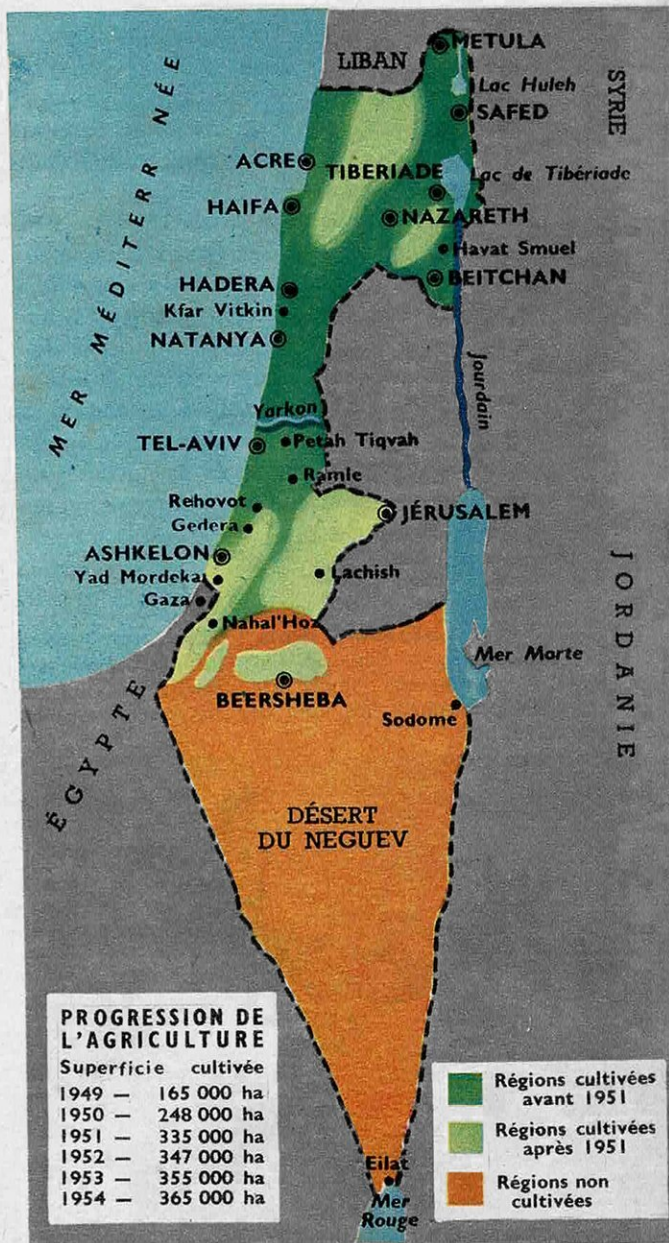 METULA
LIBAN
Lac Huleh
SYRIE
SAFED
ACRE
TIBERIADE
Lac de Tibériade
HAIFA
NAZARETH
Havat Smuel
BEITCHAN
HADERA
Kfar Vitkin
NATANYA
MER MÉDITERR NÉE
Jourdain
Yarkon
TEL-AVIV
Petah Tiqvah
Ramle
Rehovot
Gedera
JÉRUSALEM
ASHKELON
Yad Mordekai
Lachish
Gaza
Nahal'Hoz
JORDANIE
Mer Morte
BEERSHEBA
Sodome
ÉGYPTE
DÉSERT
DU NEGUEV
PROGRESSION DE
L'AGRICULTURE
Superficie cultivée
1949 — 165 000 ha
1950 — 248 000 ha
1951 — 335 000 ha
1952 — 347 000 ha
1953 — 355 000 ha
1954 — 365 000 ha
Régions cultivées
avant 1951
Régions cultivées
après 1951
Régions non
cultivées
Eilat
Mer
Rouge